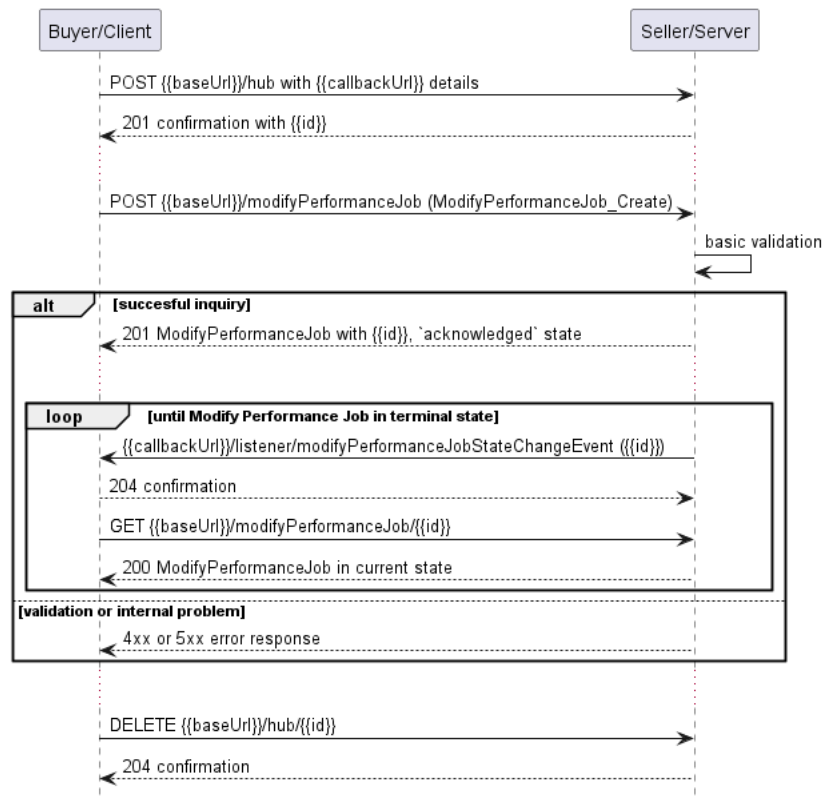 Buyer/Client
Seller/Server
POST {{baseUrl}}/hub with {{callbackUrl}} details
201 confirmation with {{id}}
POST {{baseUrl}}/modifyPerformanceJob (ModifyPerformanceJob_Create)
basic validation
alt
[succesful inquiry]
201 ModifyPerformanceJob with {{id}}, `acknowledged` state
loop
[until Modify Performance Job in terminal state]
{{callbackUrl}}/listener/modifyPerformanceJobStateChangeEvent ({{id}})
204 confirmation
GET {{baseUrl}}/modifyPerformanceJob/{{id}}
200 ModifyPerformanceJob in current state
[validation or internal problem]
4xx or 5xx error response
DELETE {{baseUrl}}/hub/{{id}}
204 confirmation